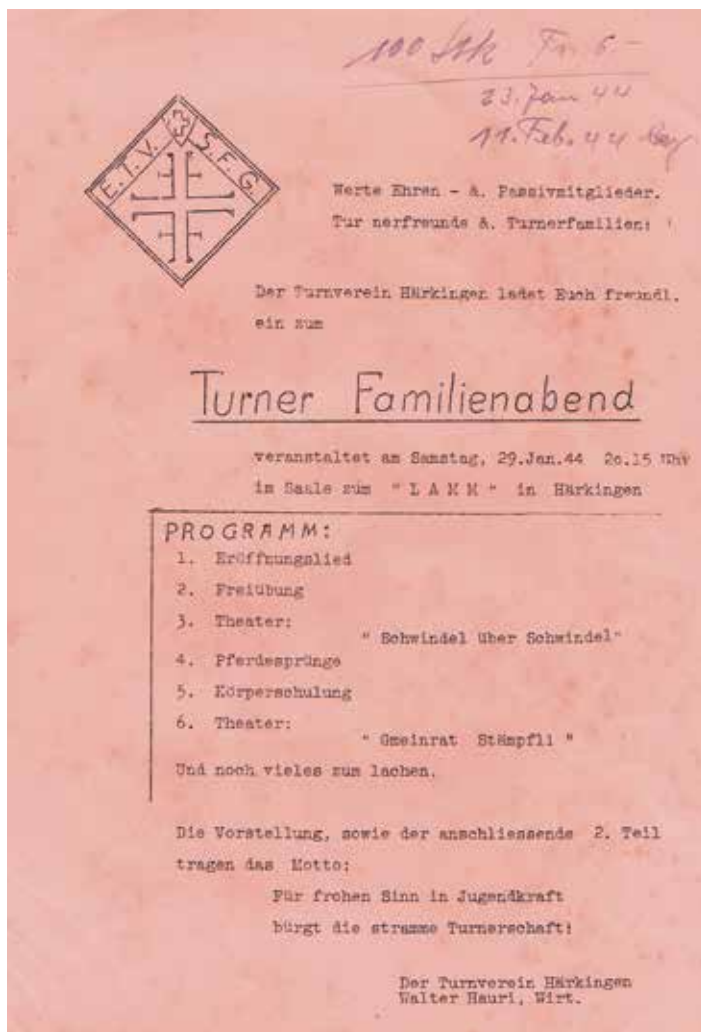 100 Stk Fr. 6.-
23. Jan 44
11. Feb. 44
E.T.V. S.F.G.
Werte Ehren - &. Passivmitglieder.
Tur nerfreunde &. Turnerfamilien!
Der Turnverein Härkingen ladet Euch freundl.
ein zum
Turner Familienabend
veranstaltet am Samstag, 29.Jan.44 20.15 Uhr
im Saale zum " L A M M " in Härkingen
PROGRAMM:
1. Eröffnungslied
2. Freiübung
3. Theater:
" Schwindel über Schwindel"
4. Pferdesprünge
5. Körperschulung
6. Theater:
" Gmeinrat Stämpfli "
Und noch vieles zum lachen.
Die Vorstellung, sowie der anschliessende 2. Teil
tragen das Motto:
Für frohen Sinn in Jugendkraft
bürgt die stramme Turnerschaft!
Der Turnverein Härkingen
Walter Hauri, Wirt.